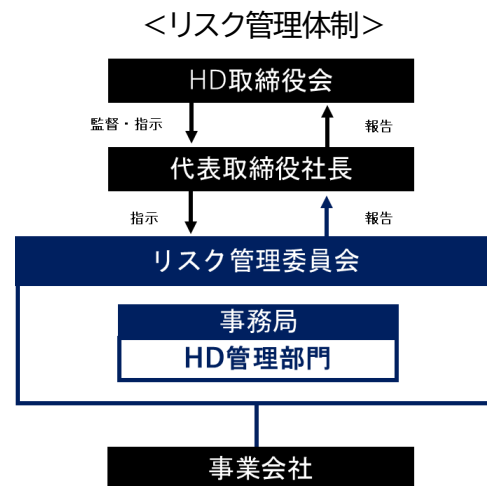 ＜リスク管理体制＞
HD取締役会
監督・指示
報告
代表取締役社長
指示
報告
リスク管理委員会
事務局
HD管理部門
事業会社